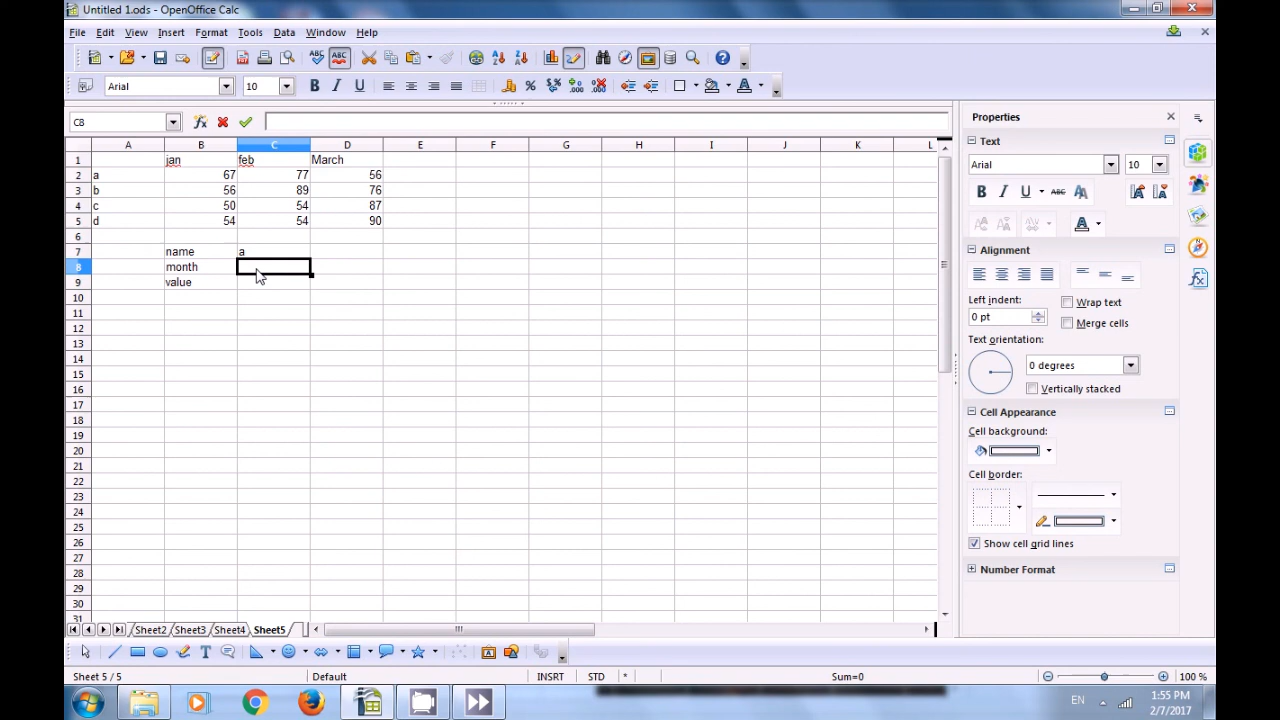 Untitled 1.ods - OpenOffice Calc
File Edit View Insert Format Tools Data Window Help
Arial 10
C8
A B C D E F G H I J K L
1 jan feb March
2 a 67 77 56
3 b 56 89 76
4 c 50 54 87
5 d 54 54 90
6
7 name a
8 month
9 value
10
11
12
13
14
15
16
17
18
19
20
21
22
23
24
25
26
27
28
29
30
31
Sheet2 Sheet3 Sheet4 Sheet5
Properties
Text
Arial 10
Alignment
Left indent:
0 pt
Wrap text
Merge cells
Text orientation:
0 degrees
Vertically stacked
Cell Appearance
Cell background:
Cell border:
Show cell grid lines
Number Format
Sheet 5 / 5 Default INSRT STD * Sum=0 100 %
EN 1:55 PM
2/7/2017